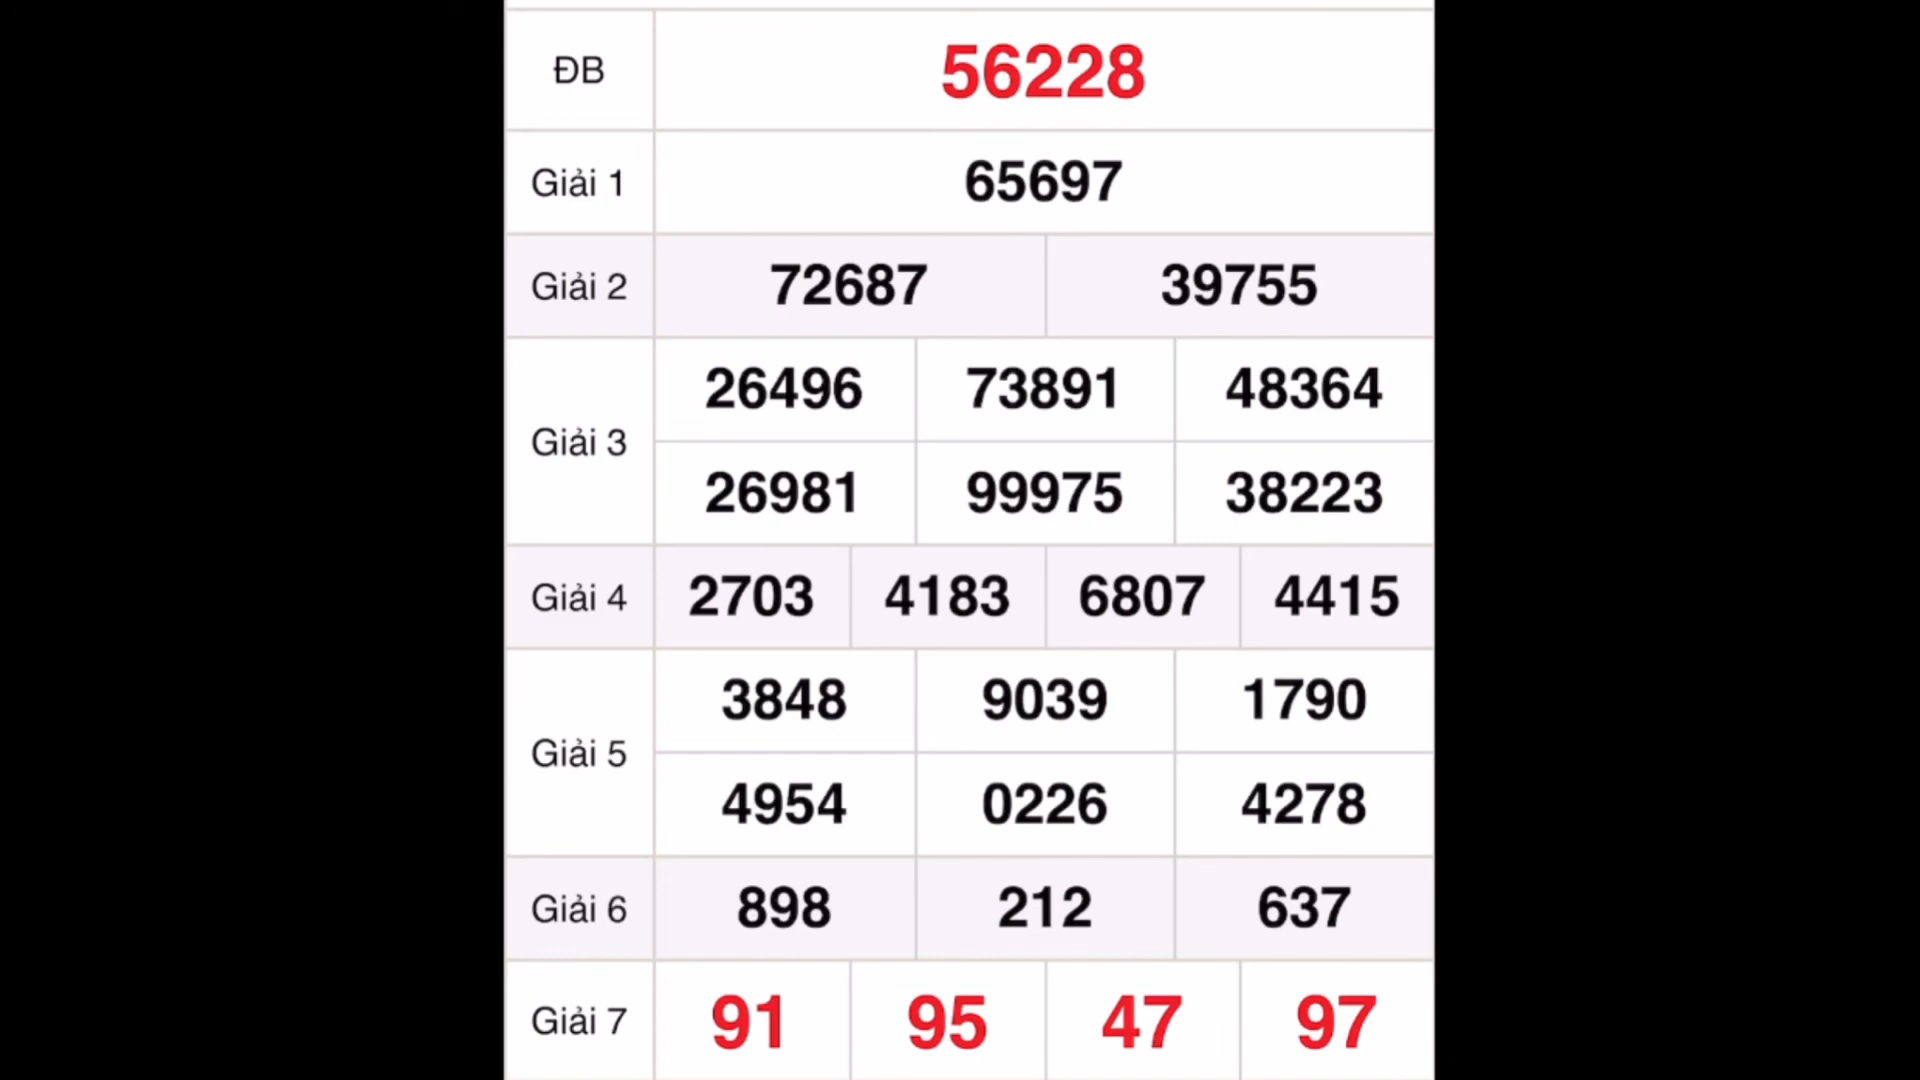 ĐB 56228
Giải 1 65697
Giải 2 72687 39755
Giải 3 26496 73891 48364
26981 99975 38223
Giải 4 2703 4183 6807 4415
Giải 5 3848 9039 1790
4954 0226 4278
Giải 6 898 212 637
Giải 7 91 95 47 97